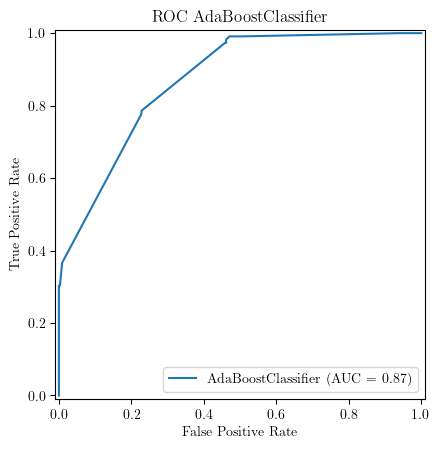 ROC AdaBoostClassifier
True Positive Rate
1.0
0.8
0.6
0.4
0.2
0.0
AdaBoostClassifier (AUC = 0.87)
0.0 0.2 0.4 0.6 0.8 1.0
False Positive Rate